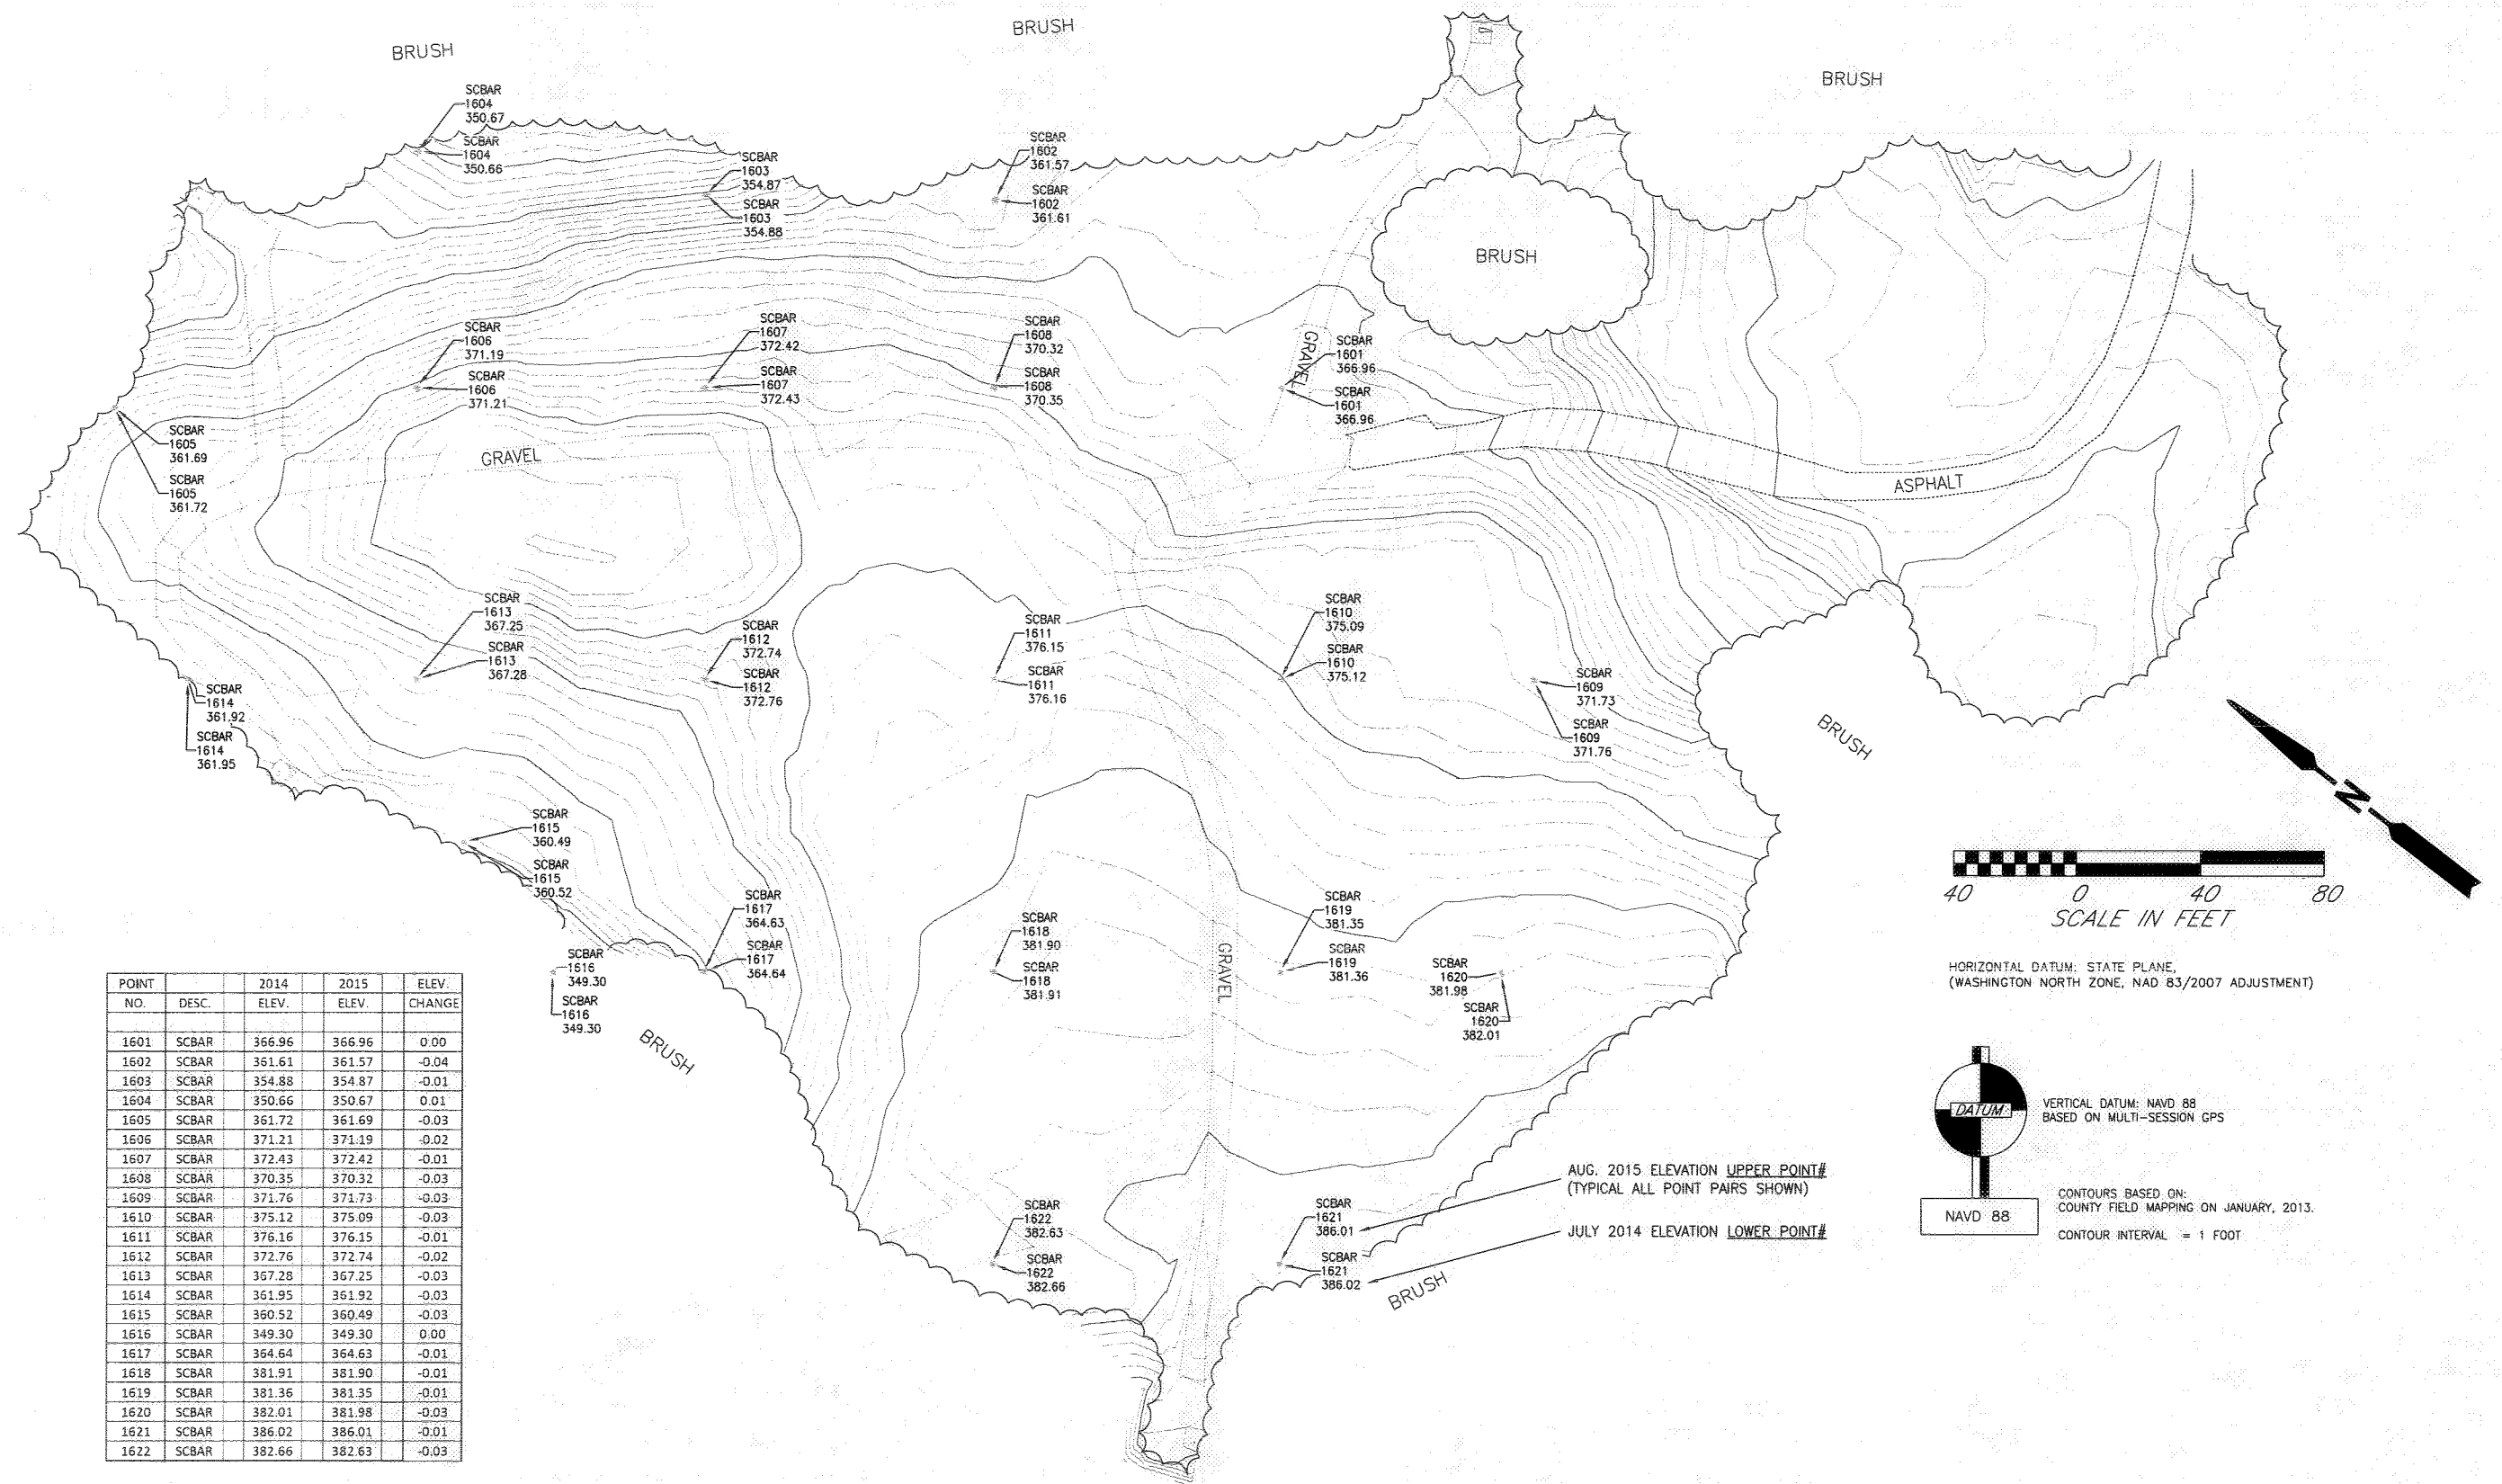 BRUSH
BRUSH
BRUSH
SCBAR
1604
350.67
SCBAR
1604
350.66
SCBAR
1603
354.87
SCBAR
1603
354.88
SCBAR
1602
361.57
SCBAR
1602
361.61
BRUSH
SCBAR
1606
371.19
SCBAR
1606
371.21
SCBAR
1607
372.42
SCBAR
1607
372.43
SCBAR
1608
370.32
SCBAR
1608
370.35
GRAVEL
SCBAR
1601
366.96
SCBAR
1601
366.96
SCBAR
1605
361.69
SCBAR
1605
361.72
GRAVEL
ASPHALT
SCBAR
1613
367.25
SCBAR
1613
367.28
SCBAR
1612
372.74
SCBAR
1612
372.76
SCBAR
1611
376.15
SCBAR
1611
376.16
SCBAR
1610
375.09
SCBAR
1610
375.12
SCBAR
1609
371.73
SCBAR
1609
371.76
BRUSH
SCBAR
1614
361.92
SCBAR
1614
361.95
N
SCBAR
1615
360.49
SCBAR
1615
360.52
SCBAR
1617
364.63
SCBAR
1617
364.64
SCBAR
1618
381.90
SCBAR
1618
381.91
GRAVEL
SCBAR
1619
381.35
SCBAR
1619
381.36
SCBAR
1620
381.98
SCBAR
1620
382.01
40 0 40 80
SCALE IN FEET
HORIZONTAL DATUM: STATE PLANE,
(WASHINGTON NORTH ZONE, NAD 83/2007 ADJUSTMENT)
SCBAR
1616
349.30
SCBAR
1616
349.30
BRUSH
POINT 2014 2015 ELEV.
NO. DESC. ELEV. ELEV. CHANGE
1601 SCBAR 366.96 366.96 0.00
1602 SCBAR 361.61 361.57 -0.04
1603 SCBAR 354.88 354.87 -0.01
1604 SCBAR 350.66 350.67 0.01
1605 SCBAR 361.72 361.69 -0.03
1606 SCBAR 371.21 371.19 -0.02
1607 SCBAR 372.43 372.42 -0.01
1608 SCBAR 370.35 370.32 -0.03
1609 SCBAR 371.76 371.73 -0.03
1610 SCBAR 375.12 375.09 -0.03
1611 SCBAR 376.16 376.15 -0.01
1612 SCBAR 372.76 372.74 -0.02
1613 SCBAR 367.28 367.25 -0.03
1614 SCBAR 361.95 361.92 -0.03
1615 SCBAR 360.52 360.49 -0.03
1616 SCBAR 349.30 349.30 0.00
1617 SCBAR 364.64 364.63 -0.01
1618 SCBAR 381.91 381.90 -0.01
1619 SCBAR 381.36 381.35 -0.01
1620 SCBAR 382.01 381.98 -0.03
1621 SCBAR 386.02 386.01 -0.01
1622 SCBAR 382.66 382.63 -0.03
SCBAR
1622
382.63
SCBAR
1622
382.66
SCBAR
1621
386.01
SCBAR
1621
386.02
BRUSH
AUG. 2015 ELEVATION UPPER POINT#
(TYPICAL ALL POINT PAIRS SHOWN)
JULY 2014 ELEVATION LOWER POINT#
DATUM
VERTICAL DATUM: NAVD 88
BASED ON MULTI-SESSION GPS
NAVD 88
CONTOURS BASED ON:
COUNTY FIELD MAPPING ON JANUARY, 2013.
CONTOUR INTERVAL = 1 FOOT